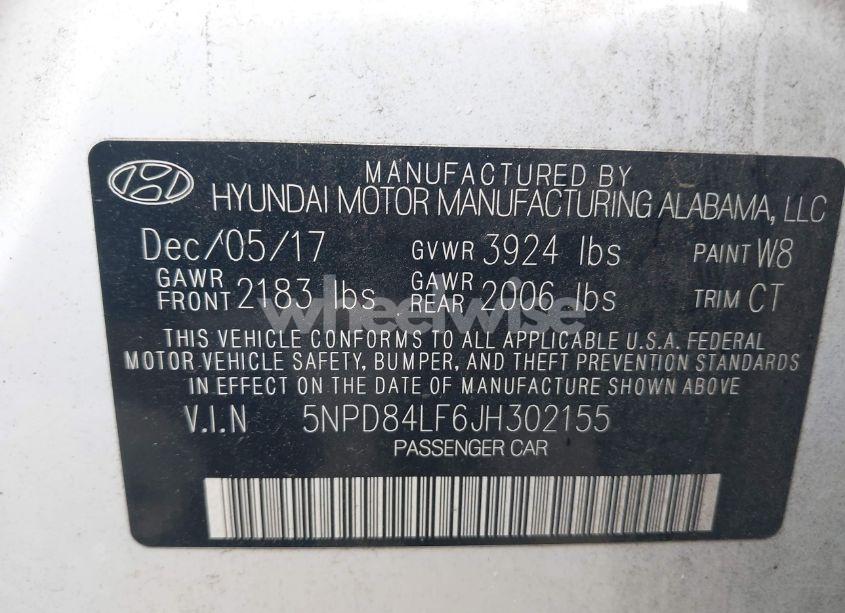 MANUFACTURED BY
HYUNDAI MOTOR MANUFACTURING ALABAMA, LLC
Dec/05/17 GVWR 3924 lbs PAINT W8
GAWR FRONT 2183 lbs GAWR REAR 2006 lbs TRIM CT
wheelwise
THIS VEHICLE CONFORMS TO ALL APPLICABLE U.S.A. FEDERAL
MOTOR VEHICLE SAFETY, BUMPER, AND THEFT PREVENTION STANDARDS
IN EFFECT ON THE DATE OF MANUFACTURE SHOWN ABOVE
V.I.N 5NPD84LF6JH302155
PASSENGER CAR